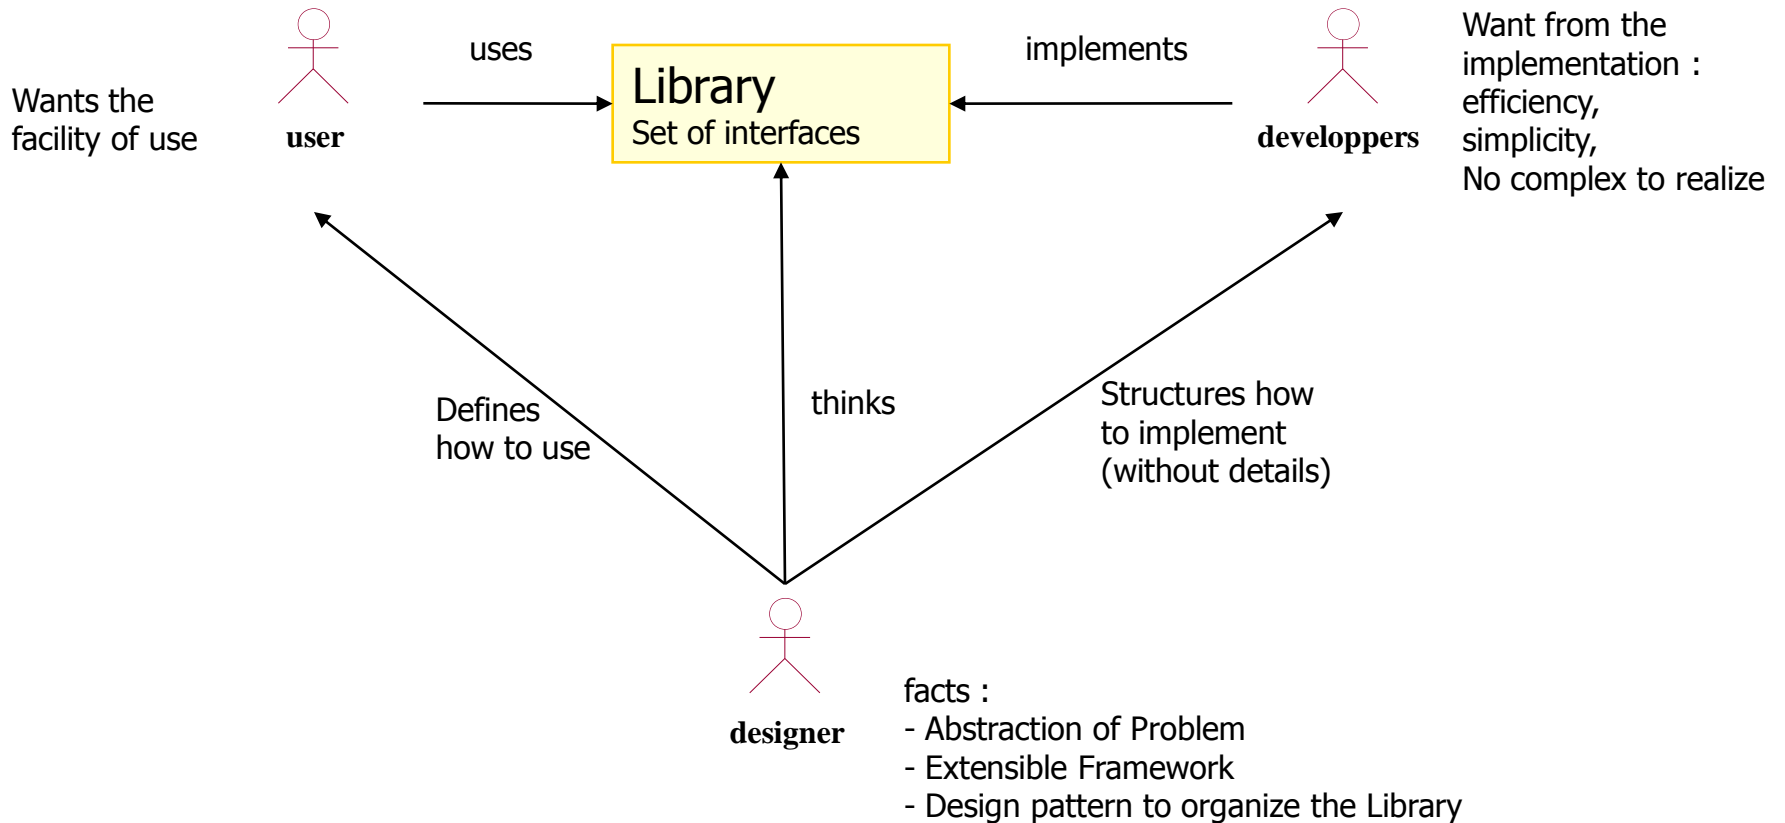 Wants the
facility of use
user
uses
Library
Set of interfaces
implements
developpers
Want from the
implementation :
efficiency,
simplicity,
No complex to realize
Defines
how to use
thinks
Structures how
to implement
(without details)
designer
facts :
- Abstraction of Problem
- Extensible Framework
- Design pattern to organize the Library